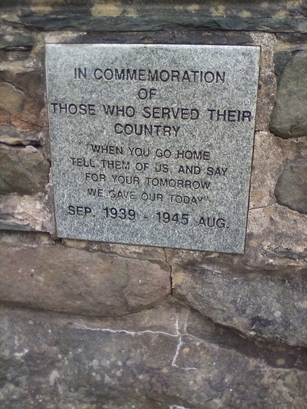 IN COMMEMORATION
OF
THOSE WHO SERVED THEIR
COUNTRY
"WHEN YOU GO HOME
TELL THEM OF US, AND SAY
FOR YOUR TOMORROW
WE GAVE OUR TODAY"
SEP. 1939 - 1945 AUG.